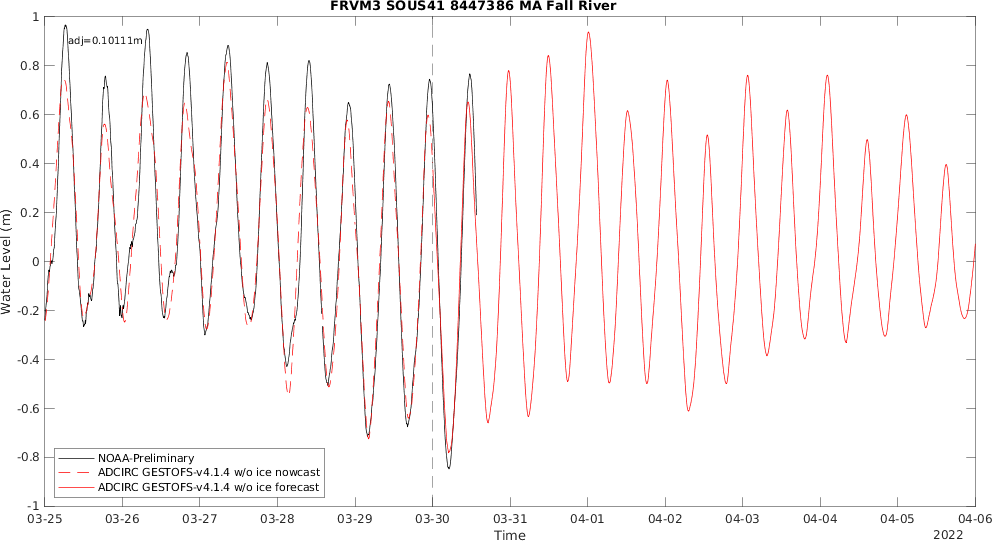 FRVM3 SOUS41 8447386 MA Fall River
adj=0.10111m
1
0.8
0.6
0.4
0.2
0
-0.2
-0.4
-0.6
-0.8
-1
Water Level (m)
NOAA-Preliminary
ADCIRC GESTOFS-v4.1.4 w/o ice nowcast
ADCIRC GESTOFS-v4.1.4 w/o ice forecast
03-25 03-26 03-27 03-28 03-29 03-30 03-31 04-01 04-02 04-03 04-04 04-05 04-06
Time
2022